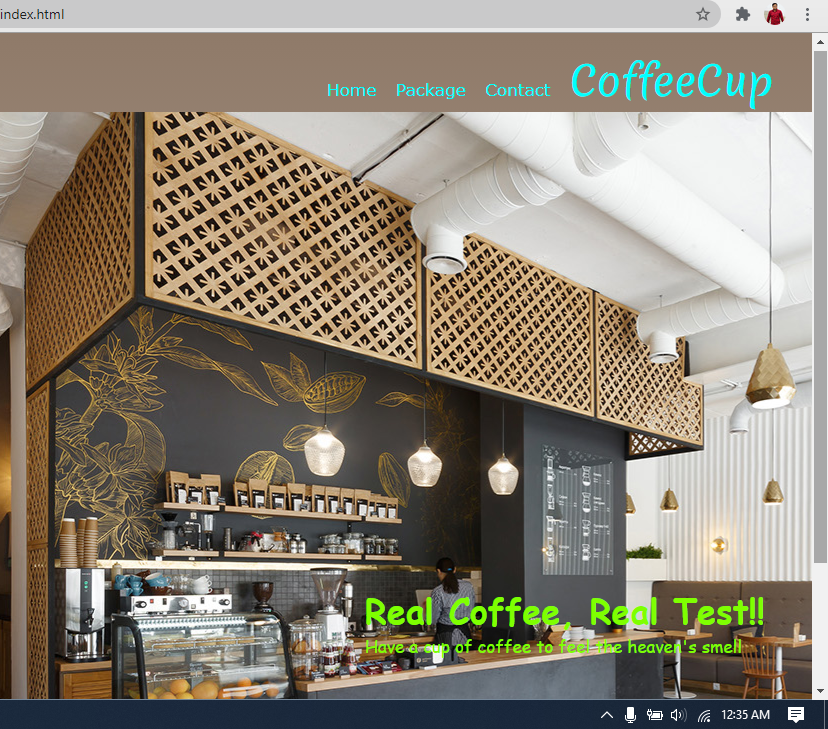 index.html
Home Package Contact CoffeeCup
Real Coffee, Real Test!!
Have a cup of coffee to feel the heaven's smell
12:35 AM